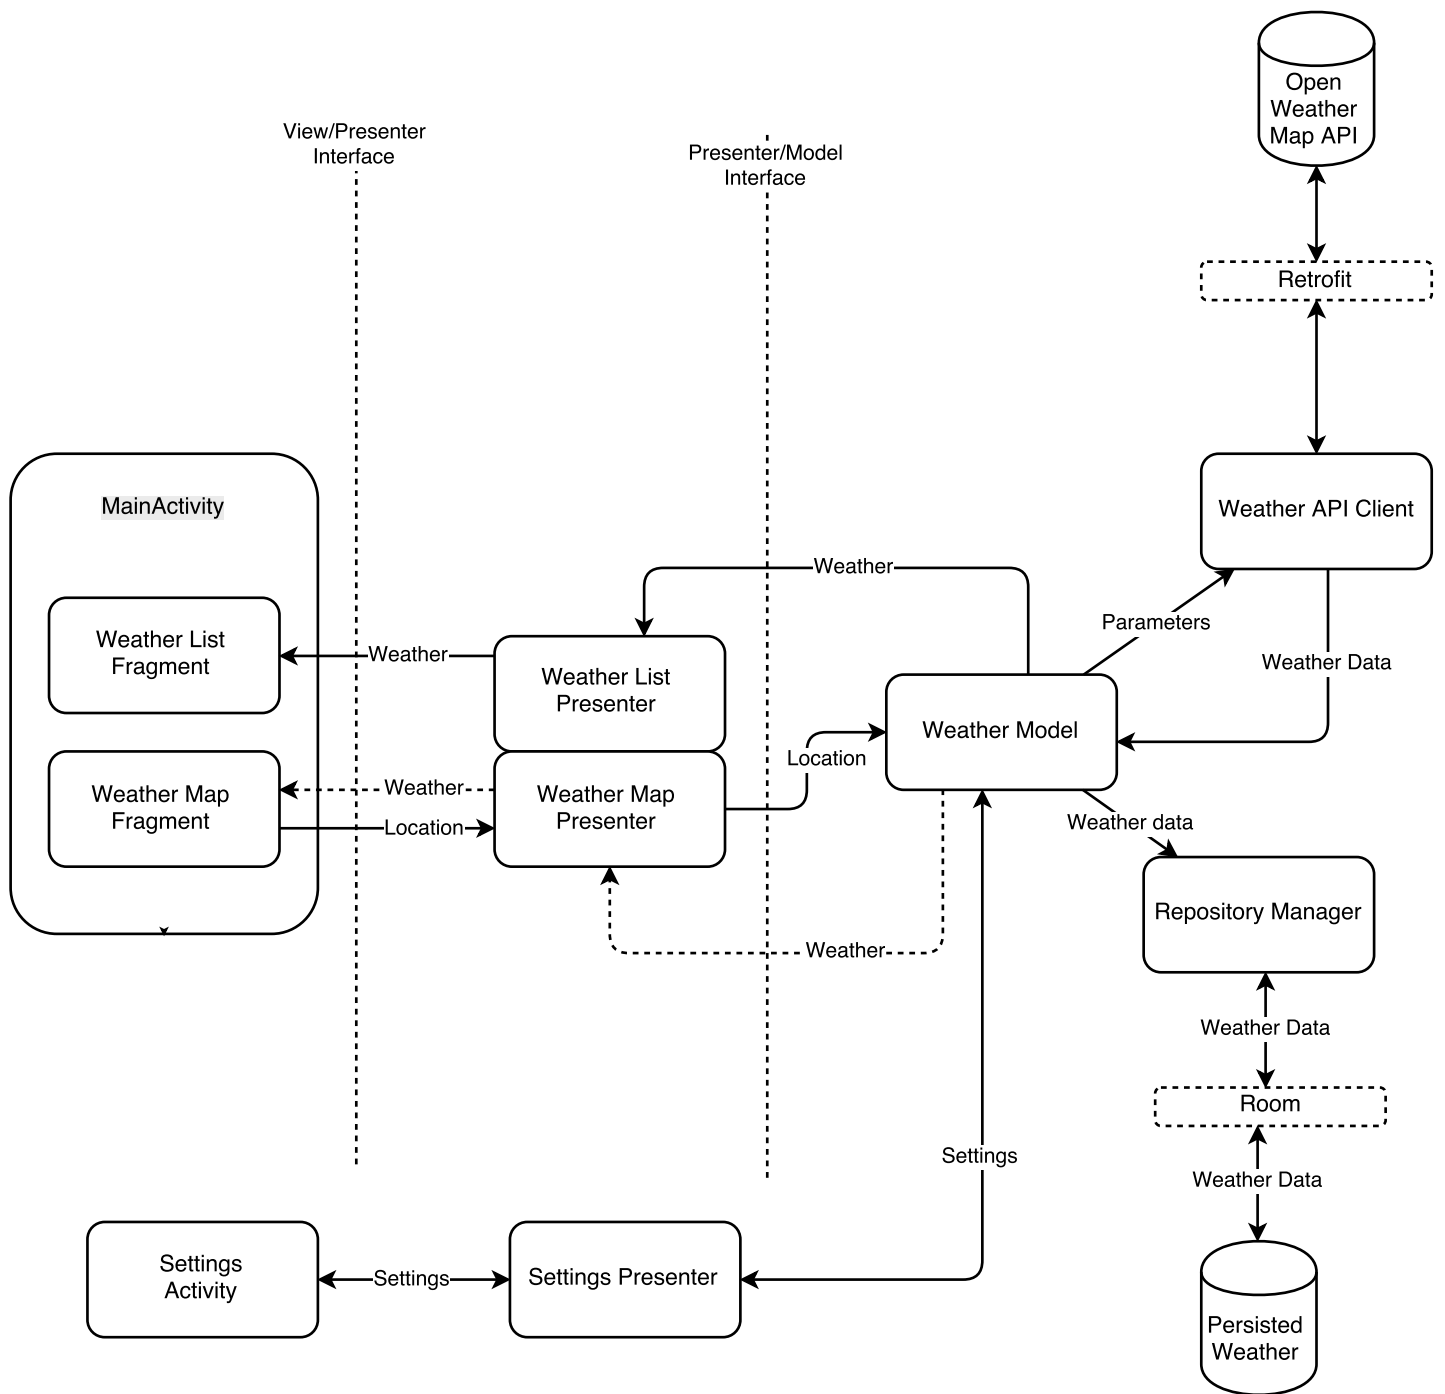 Open
Weather
Map API
View/Presenter
Interface
Presenter/Model
Interface
Retrofit
MainActivity
Weather API Client
Weather
Parameters
Weather List
Fragment
Weather
Weather List
Presenter
Weather Data
Weather Model
Location
Weather Map
Fragment
Weather
Location
Weather Map
Presenter
Weather data
Repository Manager
Weather
Weather Data
Room
Settings
Weather Data
Settings
Activity
Settings
Settings Presenter
Persisted
Weather